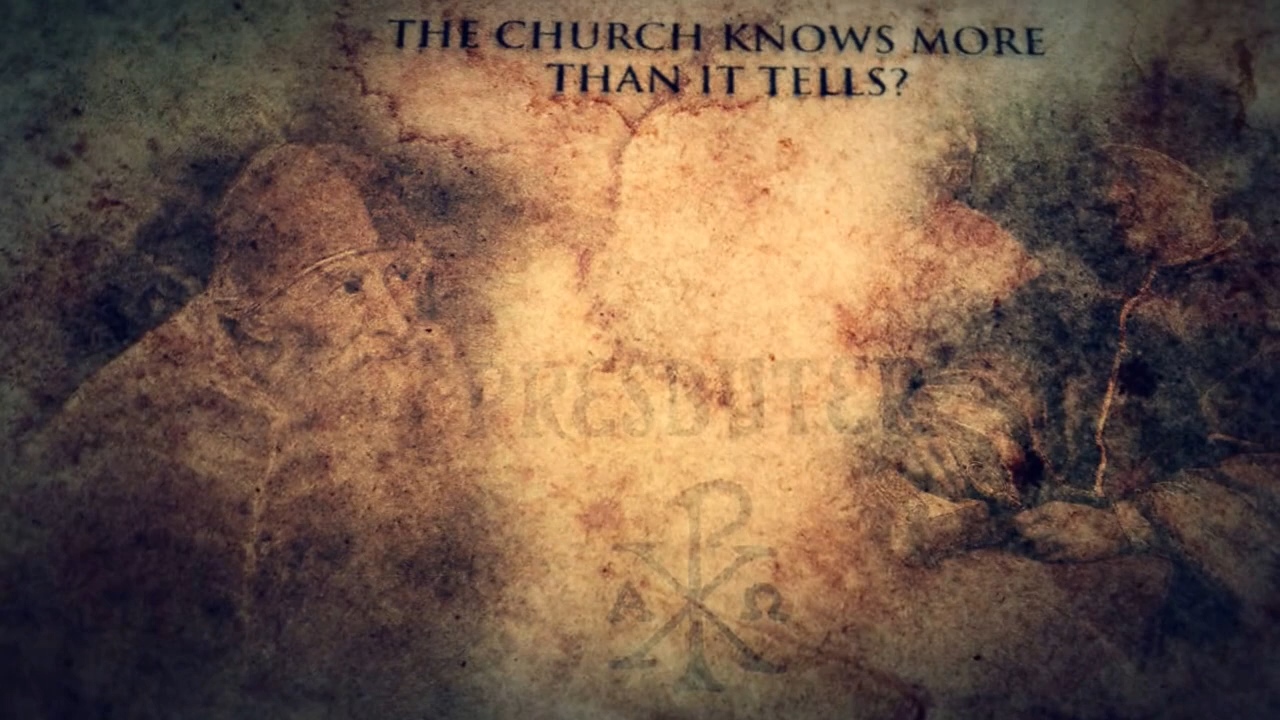 THE CHURCH KNOWS MORE
THAN IT TELLS?
PRESBYTER
Α Ω